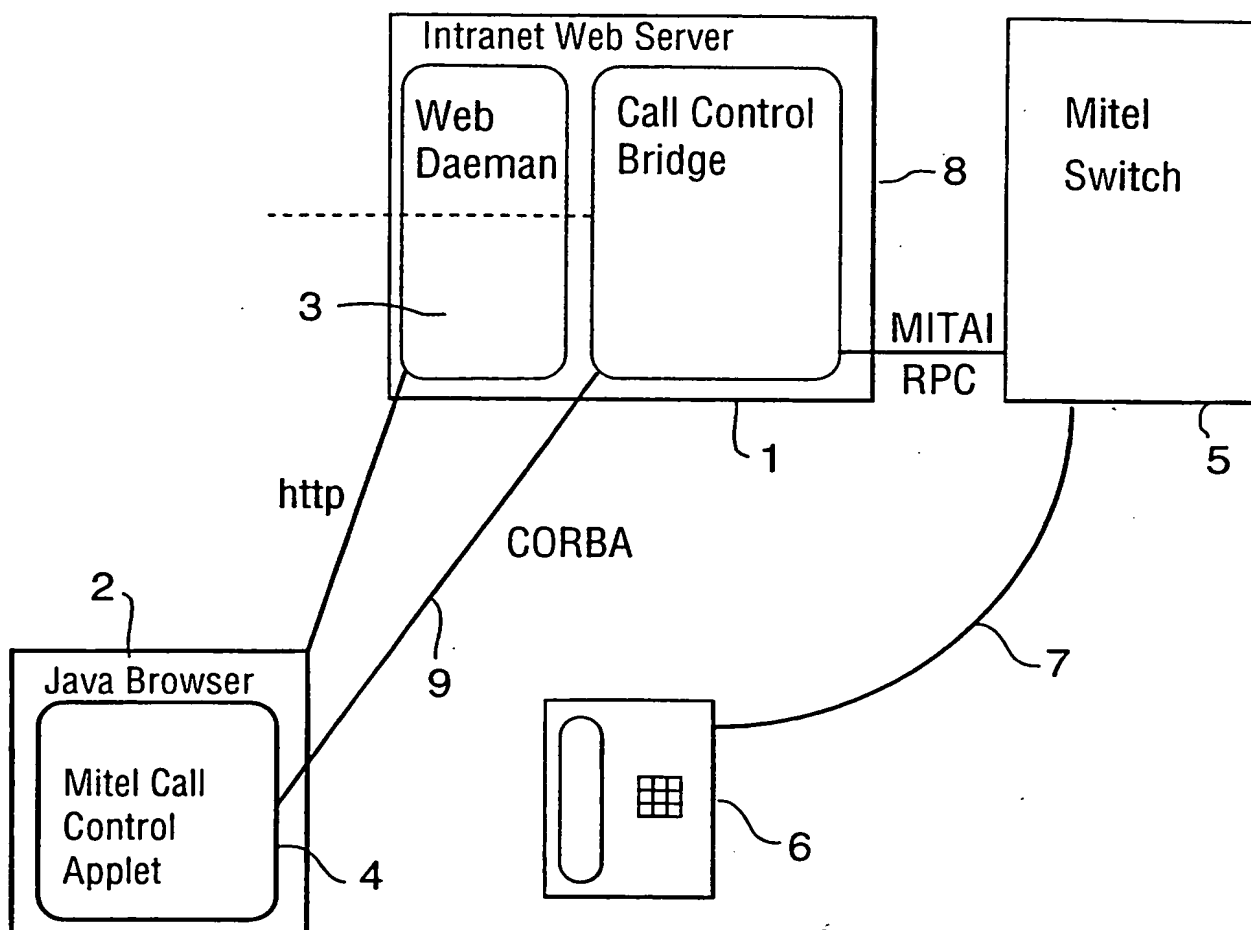 Intranet Web Server
Web
Daeman
Call Control
Bridge
Mitel
Switch
8
3
MITAI
RPC
1
5
http
CORBA
2
9
7
Java Browser
Mitel Call
Control
Applet
4
6